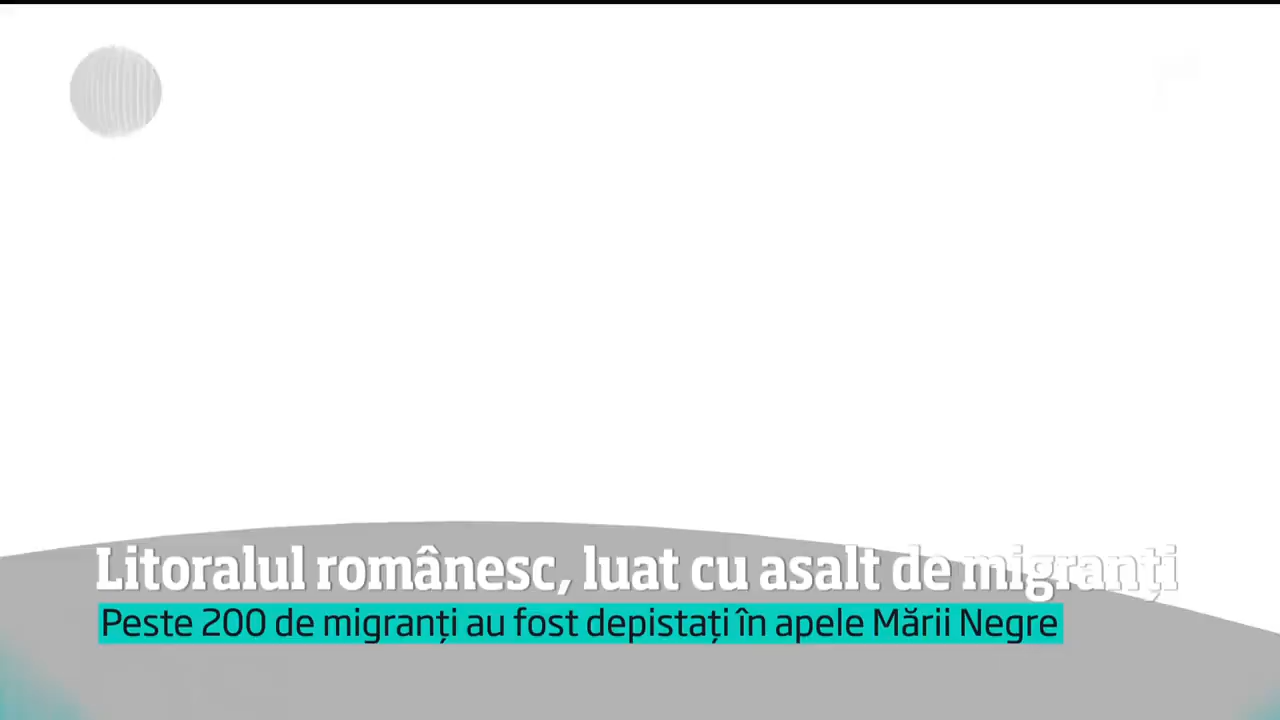 Litoralul românesc, luat cu asalt de migranți
Peste 200 de migranți au fost depistați în apele Mării Negre